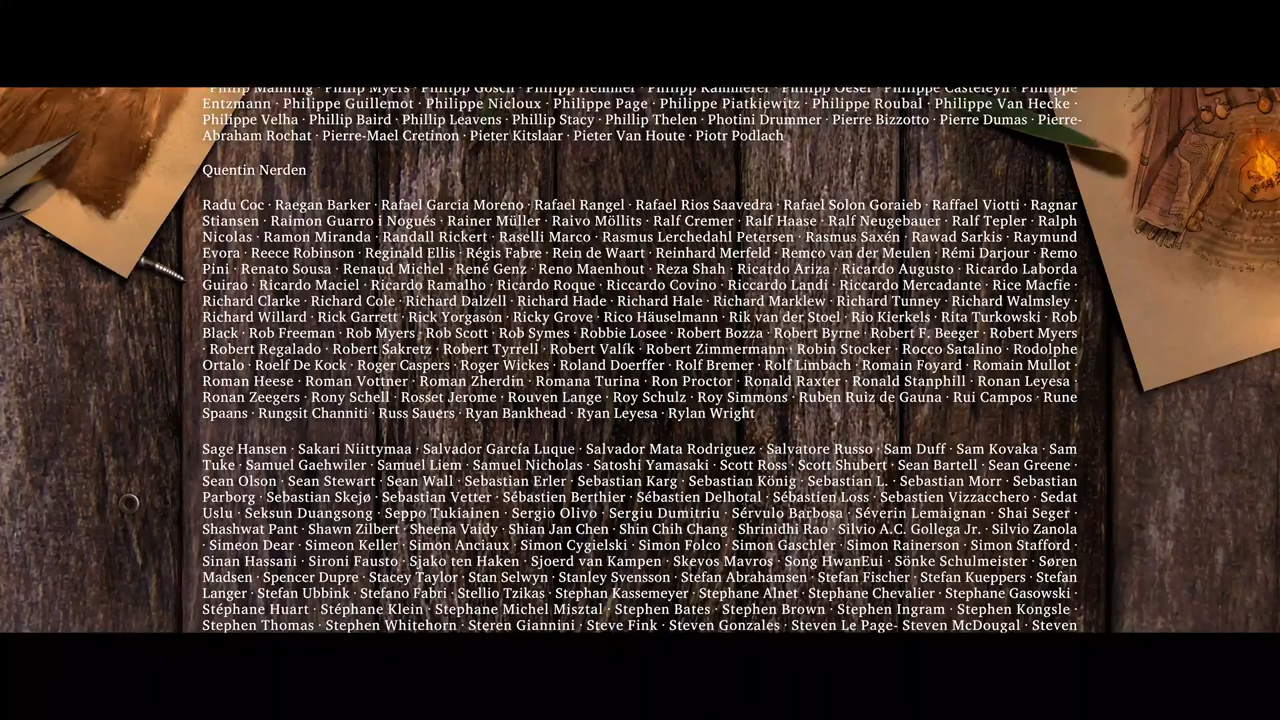 Philip Manning · Philip Myers · Philipp Gosch · Philipp Hemmer · Philipp Kammerer · Philipp Oeser · Philippe Casteleyn · Philippe
Entzmann · Philippe Guillemot · Philippe Nicloux · Philippe Page · Philippe Piatkiewitz · Philippe Roubal · Philippe Van Hecke ·
Philippe Velha · Phillip Baird · Phillip Leavens · Phillip Stacy · Phillip Thelen · Photini Drummer · Pierre Bizzotto · Pierre Dumas · Pierre-
Abraham Rochat · Pierre-Mael Cretinon · Pieter Kitslaar · Pieter Van Houte · Piotr Podlach
Quentin Nerden
Radu Coc · Raegan Barker · Rafael Garcia Moreno · Rafael Rangel · Rafael Rios Saavedra · Rafael Solon Goraieb · Raffael Viotti · Ragnar
Stiansen · Raimon Guarro i Nogués · Rainer Müller · Raivo Möllits · Ralf Cremer · Ralf Haase · Ralf Neugebauer · Ralf Tepler · Ralph
Nicolas · Ramon Miranda · Randall Rickert · Raselli Marco · Rasmus Lerchedahl Petersen · Rasmus Saxén · Rawad Sarkis · Raymund
Evora · Reece Robinson · Reginald Ellis · Régis Fabre · Rein de Waart · Reinhard Merfeld · Remco van der Meulen · Rémi Darjour · Remo
Pini · Renato Sousa · Renaud Michel · René Genz · Reno Maenhout · Reza Shah · Ricardo Ariza · Ricardo Augusto · Ricardo Laborda
Guirao · Ricardo Maciel · Ricardo Ramalho · Ricardo Roque · Riccardo Covino · Riccardo Landi · Riccardo Mercadante · Rice Macfie ·
Richard Clarke · Richard Cole · Richard Dalzell · Richard Hade · Richard Hale · Richard Marklew · Richard Tunney · Richard Walmsley ·
Richard Willard · Rick Garrett · Rick Yorgason · Ricky Grove · Rico Häuselmann · Rik van der Stoel · Rio Kierkels · Rita Turkowski · Rob
Black · Rob Freeman · Rob Myers · Rob Scott · Rob Symes · Robbie Losee · Robert Bozza · Robert Byrne · Robert F. Beeger · Robert Myers
· Robert Regalado · Robert Sakretz · Robert Tyrrell · Robert Valík · Robert Zimmermann · Robin Stocker · Rocco Satalino · Rodolphe
Ortalo · Roelf De Kock · Roger Caspers · Roger Wickes · Roland Doerffer · Rolf Bremer · Rolf Limbach · Romain Foyard · Romain Mullot ·
Roman Heese · Roman Vottner · Roman Zherdin · Romana Turina · Ron Proctor · Ronald Raxter · Ronald Stanphill · Ronan Leyesa ·
Ronan Zeegers · Rony Schell · Rosset Jerome · Rouven Lange · Roy Schulz · Roy Simmons · Ruben Ruiz de Gauna · Rui Campos · Rune
Spaans · Rungsit Channiti · Russ Sauers · Ryan Bankhead · Ryan Leyesa · Rylan Wright
Sage Hansen · Sakari Niittymaa · Salvador García Luque · Salvador Mata Rodriguez · Salvatore Russo · Sam Duff · Sam Kovaka · Sam
Tuke · Samuel Gaehwiler · Samuel Liem · Samuel Nicholas · Satoshi Yamasaki · Scott Ross · Scott Shubert · Sean Bartell · Sean Greene ·
Sean Olson · Sean Stewart · Sean Wall · Sebastian Erler · Sebastian Karg · Sebastian König · Sebastian L. · Sebastian Morr · Sebastian
Parborg · Sebastian Skejø · Sebastian Vetter · Sébastien Berthier · Sébastien Delhotal · Sébastien Loss · Sebastien Vizzacchero · Sedat
Uslu · Seksun Duangsong · Seppo Tukiainen · Sergio Olivo · Sergiu Dumitriu · Sérvulo Barbosa · Séverin Lemaignan · Shai Seger ·
Shashwat Pant · Shawn Zilbert · Sheena Vaidy · Shian Jan Chen · Shin Chih Chang · Shrinidhi Rao · Silvio A.C. Gollega Jr. · Silvio Zanola
· Simeon Dear · Simeon Keller · Simon Anciaux · Simon Cygielski · Simon Folco · Simon Gaschler · Simon Rainerson · Simon Stafford ·
Sinan Hassani · Sironi Fausto · Sjako ten Haken · Sjoerd van Kampen · Skevos Mavros · Song HwanEui · Sönke Schulmeister · Søren
Madsen · Spencer Dupre · Stacey Taylor · Stan Selwyn · Stanley Svensson · Stefan Abrahamsen · Stefan Fischer · Stefan Kueppers · Stefan
Langer · Stefan Ubbink · Stefano Fabri · Stellio Tzikas · Stephan Kassemeyer · Stephane Alnet · Stephane Chevalier · Stephane Gasowski ·
Stéphane Huart · Stéphane Klein · Stephane Michel Misztal · Stephen Bates · Stephen Brown · Stephen Ingram · Stephen Kongsle ·
Stephen Thomas · Stephen Whitehorn · Steren Giannini · Steve Fink · Steven Gonzales · Steven Le Page- Steven McDougal · Steven